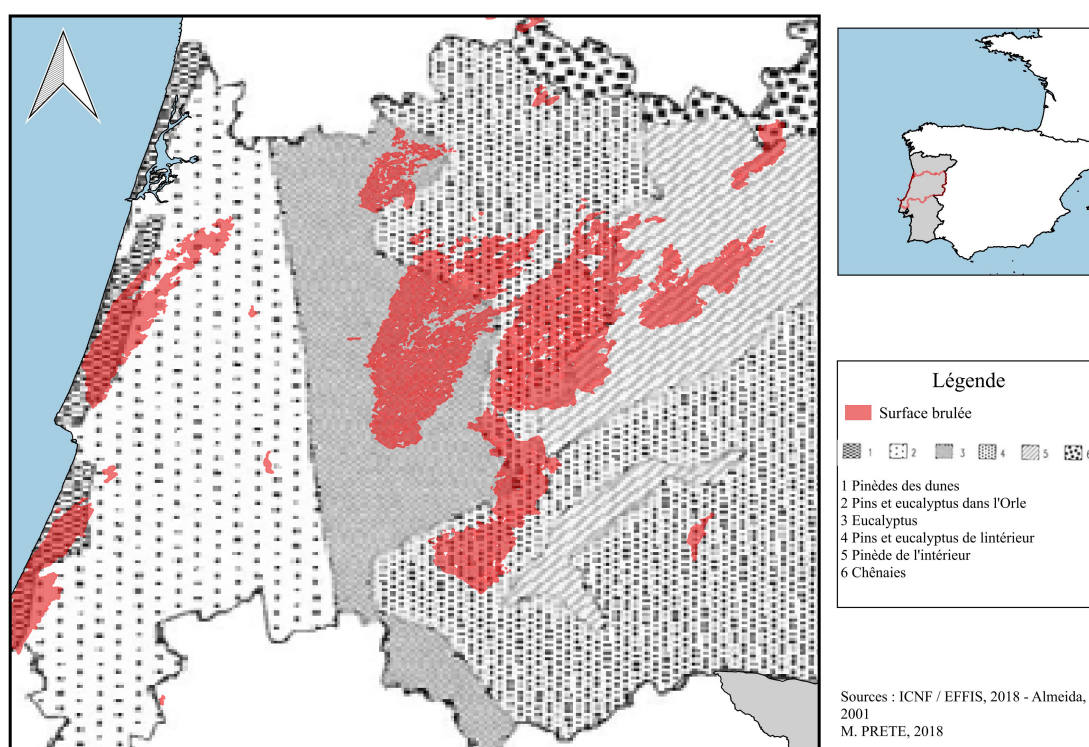 Légende
Surface brulée
1 2 3 4 5 6
1 Pinèdes des dunes
2 Pins et eucalyptus dans l'Orle
3 Eucalyptus
4 Pins et eucalyptus de lintérieur
5 Pinède de l'intérieur
6 Chênaies
Sources : ICNF / EFFIS, 2018 - Almeida,
2001
M. PRETE, 2018